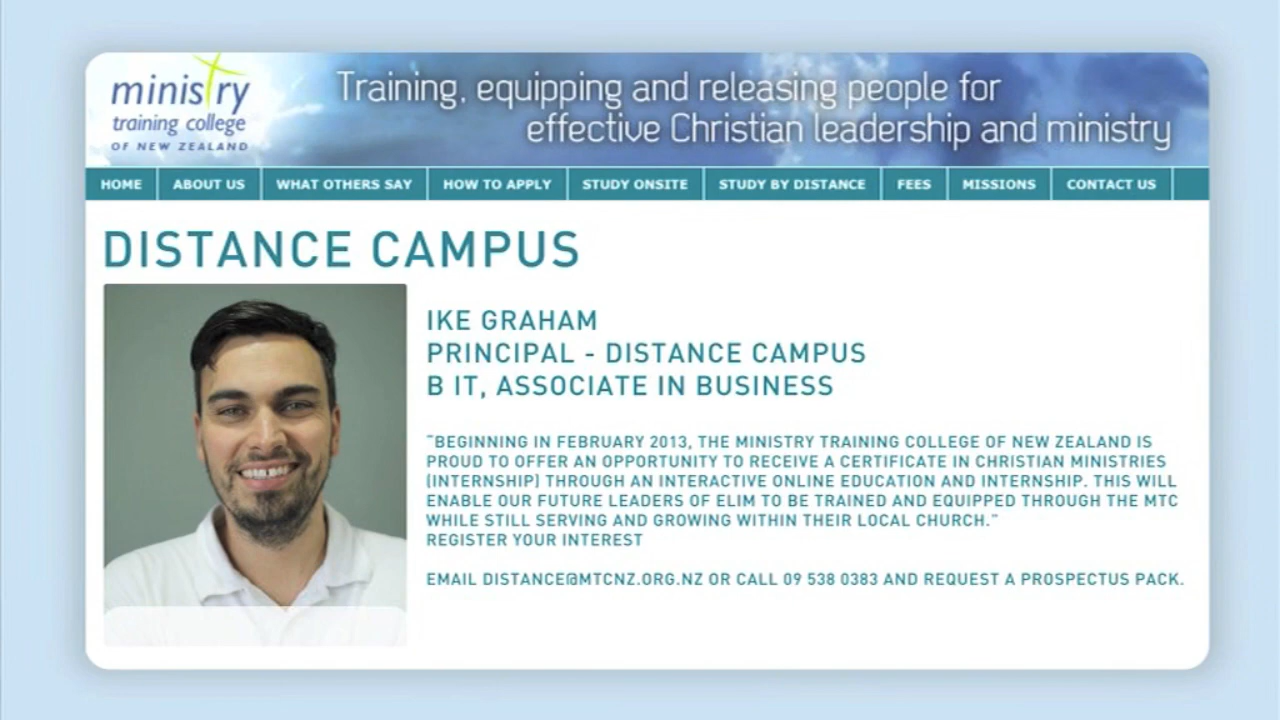 ministry
training college
OF NEW ZEALAND
Training, equipping and releasing people for
effective Christian leadership and ministry
HOME ABOUT US WHAT OTHERS SAY HOW TO APPLY STUDY ONSITE STUDY BY DISTANCE FEES MISSIONS CONTACT US
DISTANCE CAMPUS
IKE GRAHAM
PRINCIPAL - DISTANCE CAMPUS
B IT, ASSOCIATE IN BUSINESS
"BEGINNING IN FEBRUARY 2013, THE MINISTRY TRAINING COLLEGE OF NEW ZEALAND IS
PROUD TO OFFER AN OPPORTUNITY TO RECEIVE A CERTIFICATE IN CHRISTIAN MINISTRIES
(INTERNSHIP) THROUGH AN INTERACTIVE ONLINE EDUCATION AND INTERNSHIP. THIS WILL
ENABLE OUR FUTURE LEADERS OF ELIM TO BE TRAINED AND EQUIPPED THROUGH THE MTC
WHILE STILL SERVING AND GROWING WITHIN THEIR LOCAL CHURCH."
REGISTER YOUR INTEREST
EMAIL DISTANCE@MTCNZ.ORG.NZ OR CALL 09 538 0383 AND REQUEST A PROSPECTUS PACK.